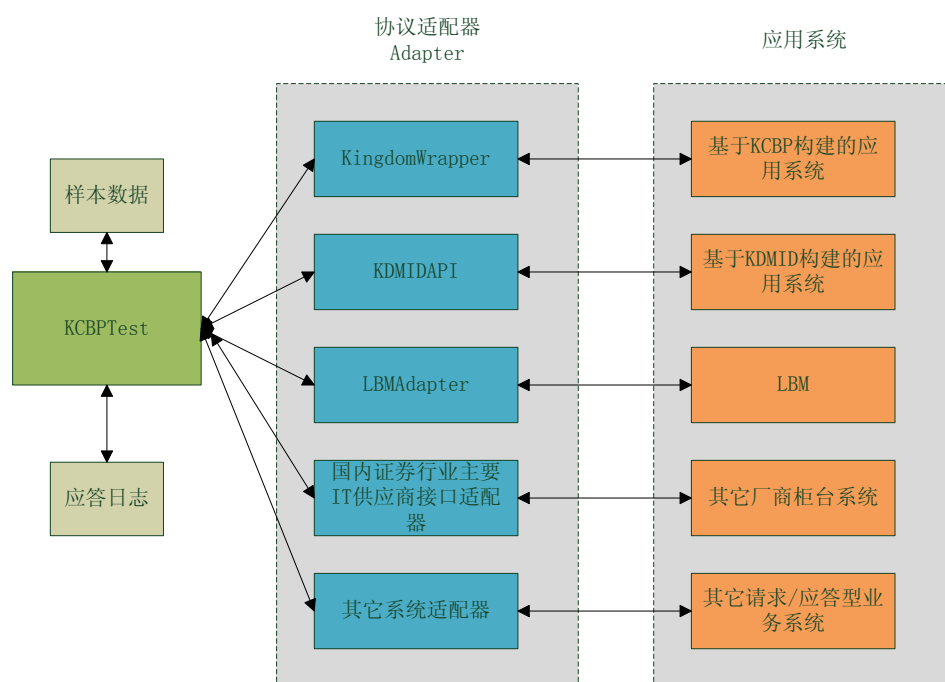 协议适配器
Adapter
应用系统
样本数据
KCBPTest
应答日志
KingdomWrapper
KDMIDAPI
LBMAdapter
国内证券行业主要
IT供应商接口适配
器
其它系统适配器
基于KCBP构建的应
用系统
基于KDMID构建的应
用系统
LBM
其它厂商柜台系统
其它请求/应答型业
务系统